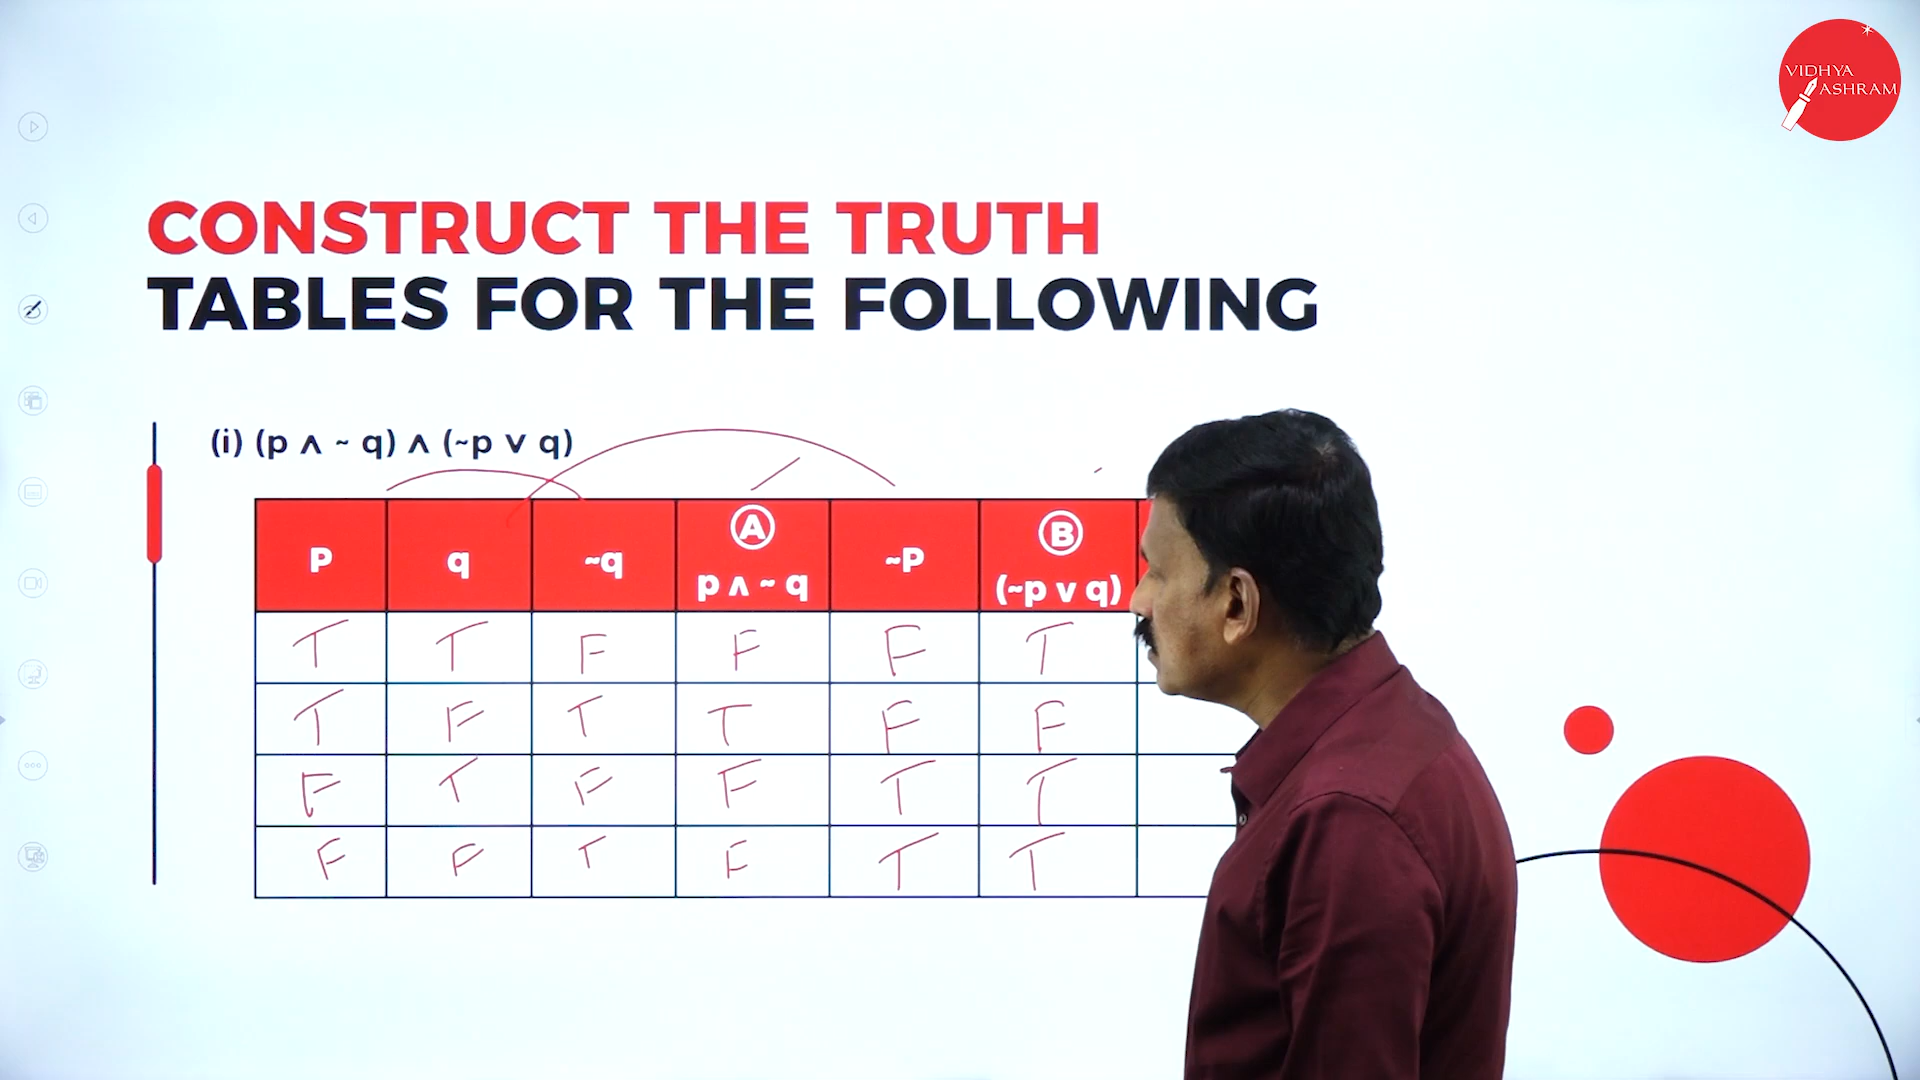 VIDHYA
ASHRAM
CONSTRUCT THE TRUTH
TABLES FOR THE FOLLOWING
(i) (p ∧ ~ q) ∧ (~p ∨ q)
P q ~q Ⓐ p ∧ ~ q ~P Ⓑ (~p v q)
T T F F F T
T F T T F F
F T F F T T
F F T F T T